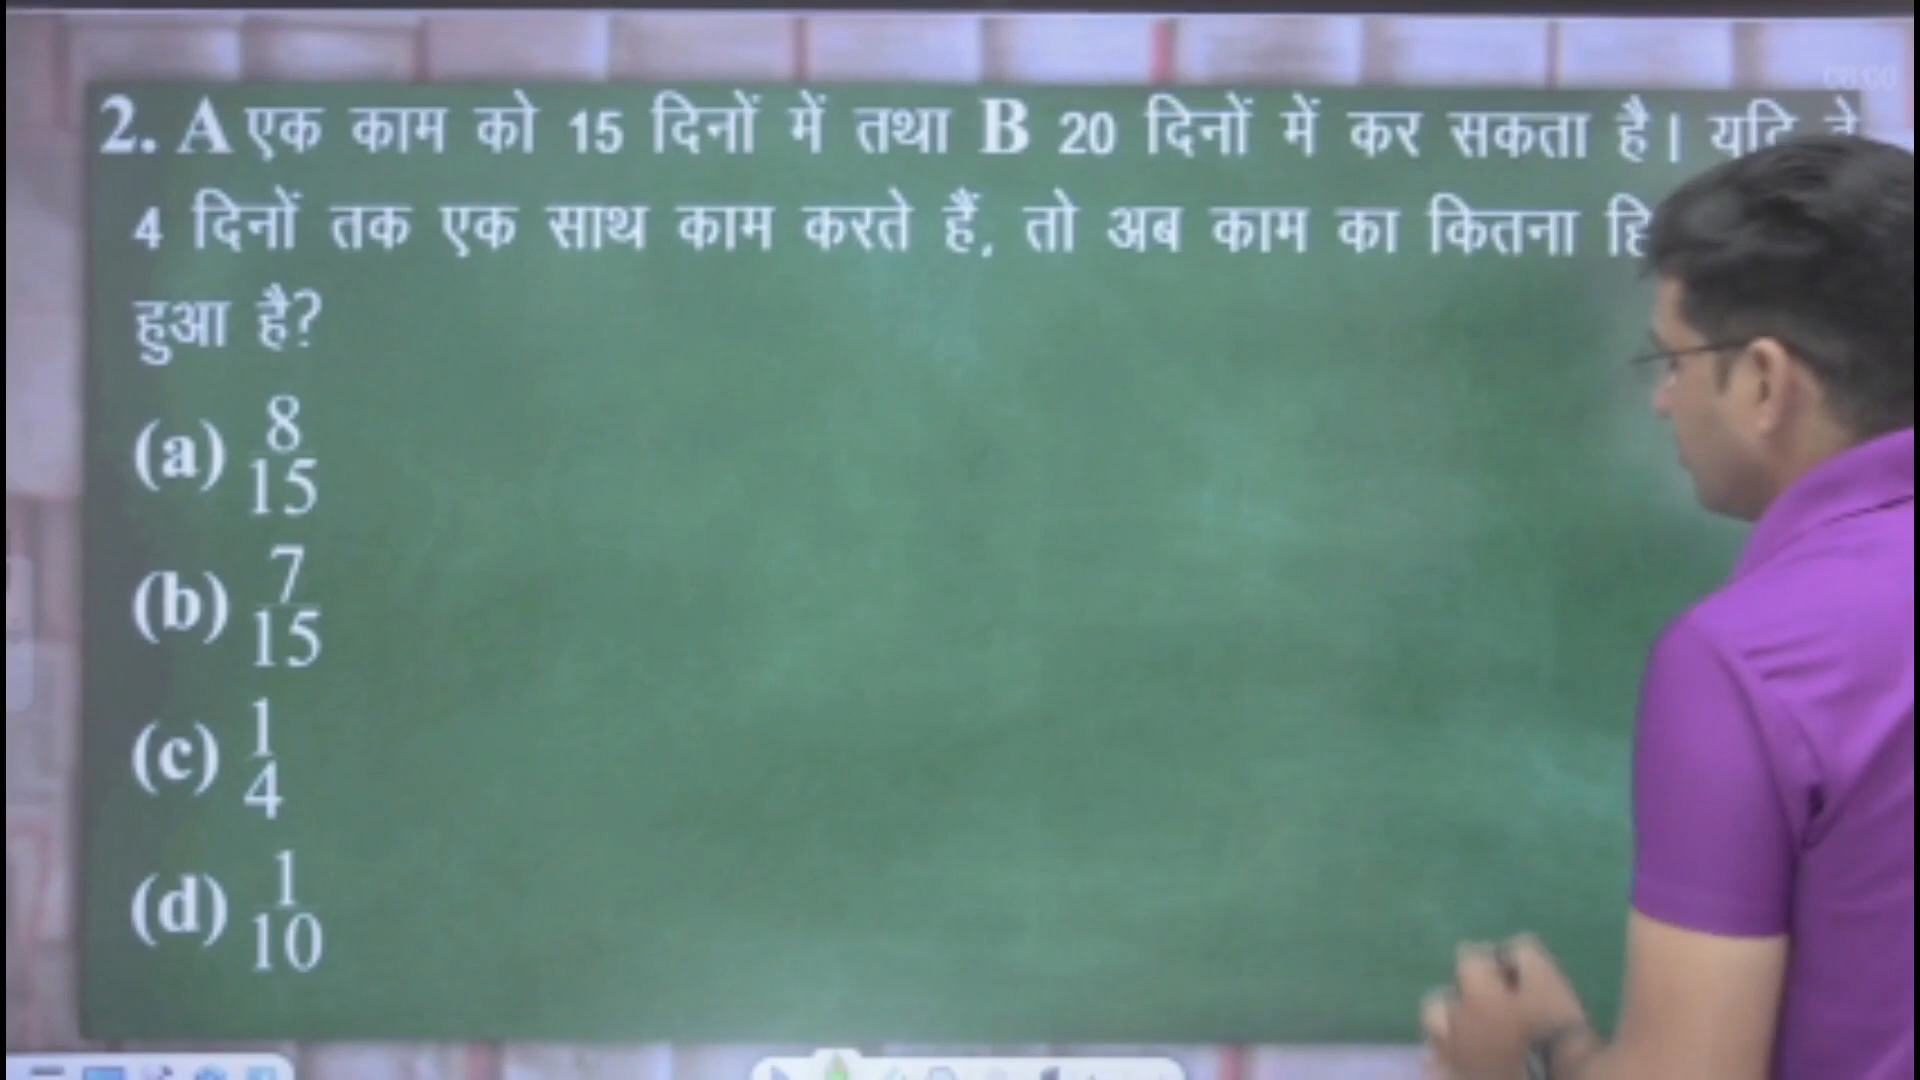 2. A एक काम को 15 दिनों में तथा B 20 दिनों में कर सकता है। यदि
4 दिनों तक एक साथ काम करते हैं, तो अब काम का कितना
हुआ है?
(a) 8/15
(b) 7/15
(c) 1/4
(d) 1/10